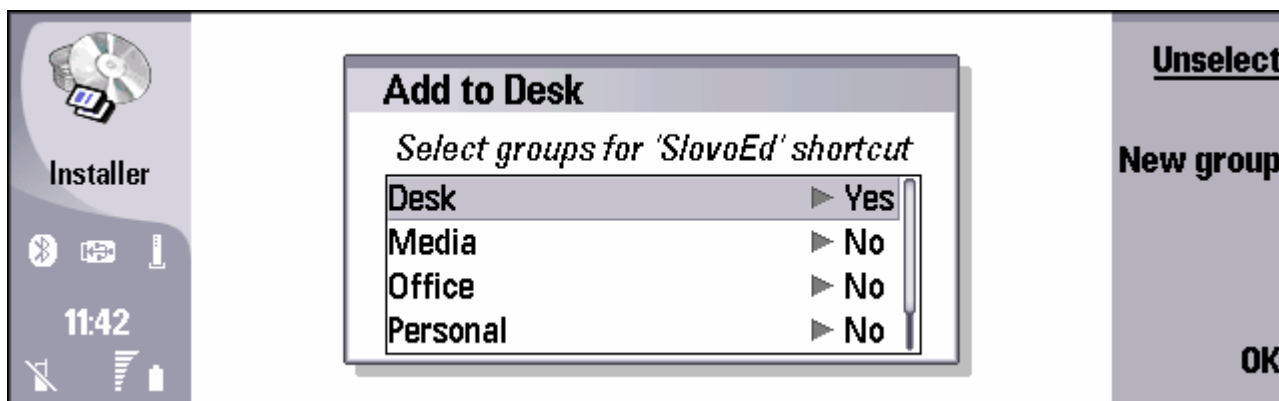 Installer
11:42
Add to Desk
Select groups for 'SlovoEd' shortcut
Desk Yes
Media No
Office No
Personal No
Unselect
New group
OK